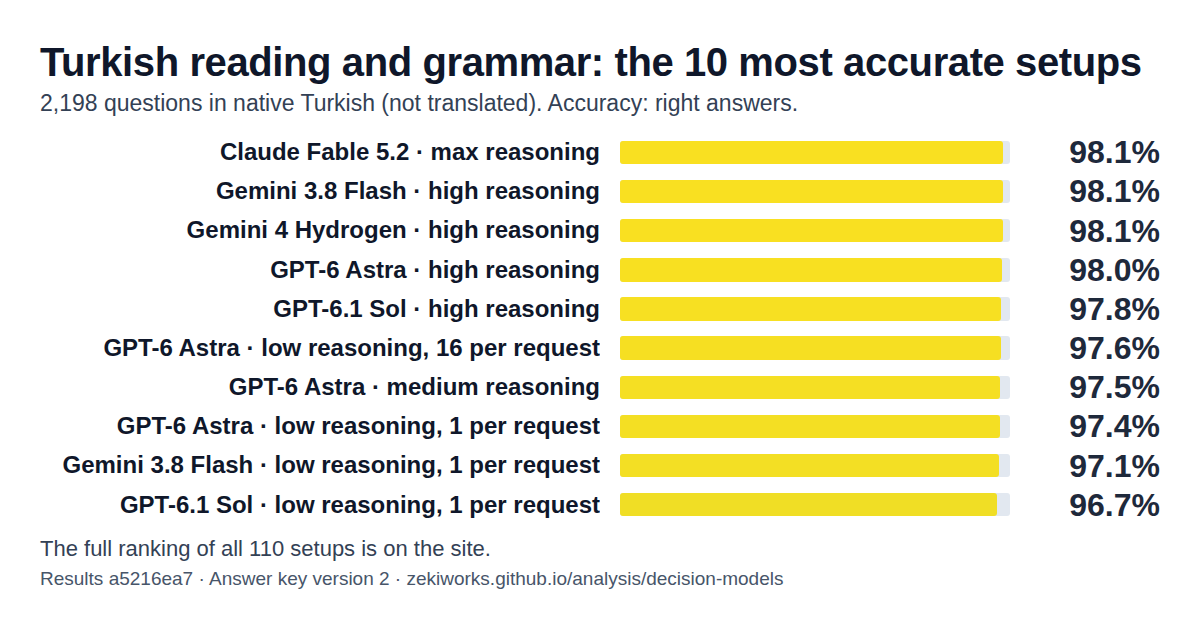 Turkish reading and grammar: the 10 most accurate setups
2,198 questions in native Turkish (not translated). Accuracy: right answers.
Claude Fable 5.2 · max reasoning 98.1%
Gemini 3.8 Flash · high reasoning 98.1%
Gemini 4 Hydrogen · high reasoning 98.1%
GPT-6 Astra · high reasoning 98.0%
GPT-6.1 Sol · high reasoning 97.8%
GPT-6 Astra · low reasoning, 16 per request 97.6%
GPT-6 Astra · medium reasoning 97.5%
GPT-6 Astra · low reasoning, 1 per request 97.4%
Gemini 3.8 Flash · low reasoning, 1 per request 97.1%
GPT-6.1 Sol · low reasoning, 1 per request 96.7%
The full ranking of all 110 setups is on the site.
Results a5216ea7 · Answer key version 2 · zekiworks.github.io/analysis/decision-models